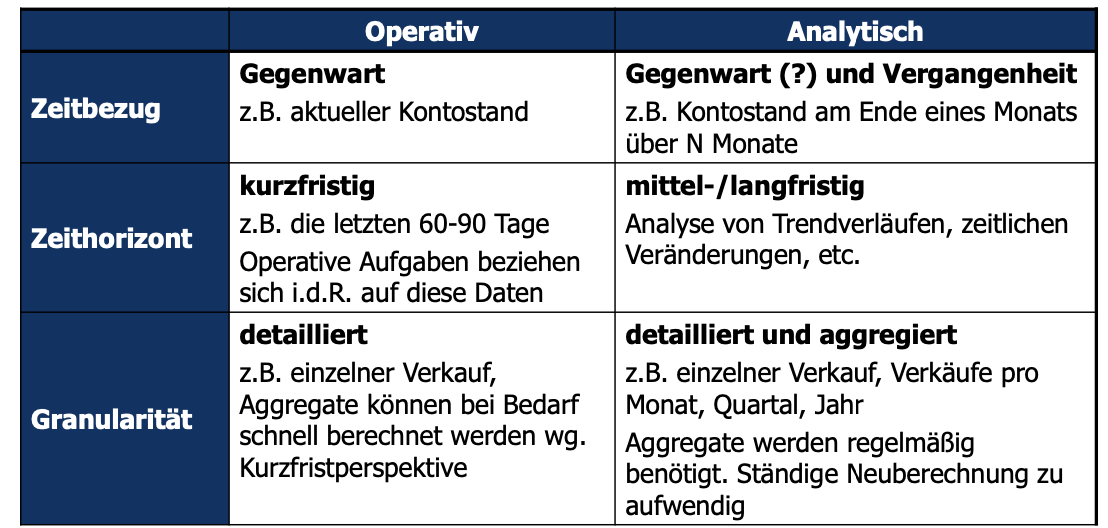 Operativ
Analytisch
Zeitbezug
Gegenwart
z.B. aktueller Kontostand
Gegenwart (?) und Vergangenheit
z.B. Kontostand am Ende eines Monats
über N Monate
Zeithorizont
kurzfristig
z.B. die letzten 60-90 Tage
Operative Aufgaben beziehen
sich i.d.R. auf diese Daten
mittel-/langfristig
Analyse von Trendverläufen, zeitlichen
Veränderungen, etc.
Granularität
detailliert
z.B. einzelner Verkauf,
Aggregate können bei Bedarf
schnell berechnet werden wg.
Kurzfristperspektive
detailliert und aggregiert
z.B. einzelner Verkauf, Verkäufe pro
Monat, Quartal, Jahr
Aggregate werden regelmäßig
benötigt. Ständige Neuberechnung zu
aufwendig